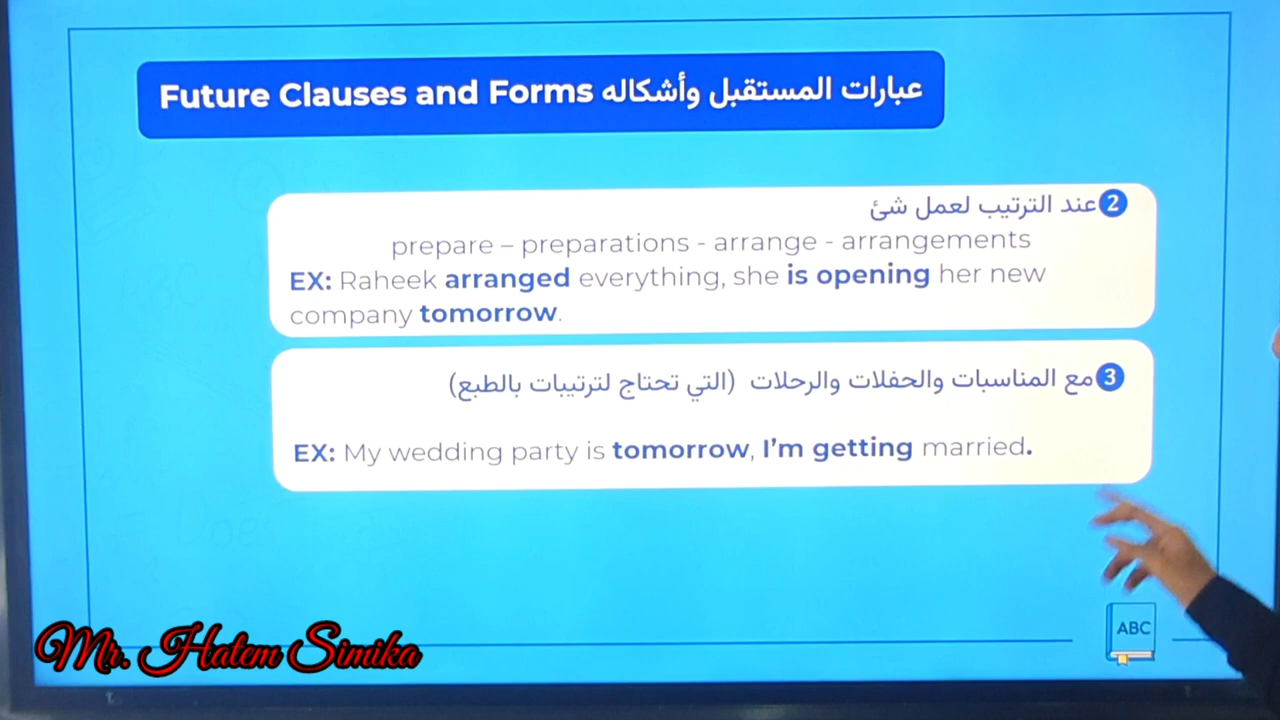 Future Clauses and Forms عبارات المستقبل وأشكاله
2 عند الترتيب لعمل شئ
prepare – preparations - arrange - arrangements
EX: Raheek arranged everything, she is opening her new
company tomorrow.
3 مع المناسبات والحفلات والرحلات (التي تحتاج لترتيبات بالطبع)
EX: My wedding party is tomorrow, I'm getting married.
ABC
Mr. Hatem Simika